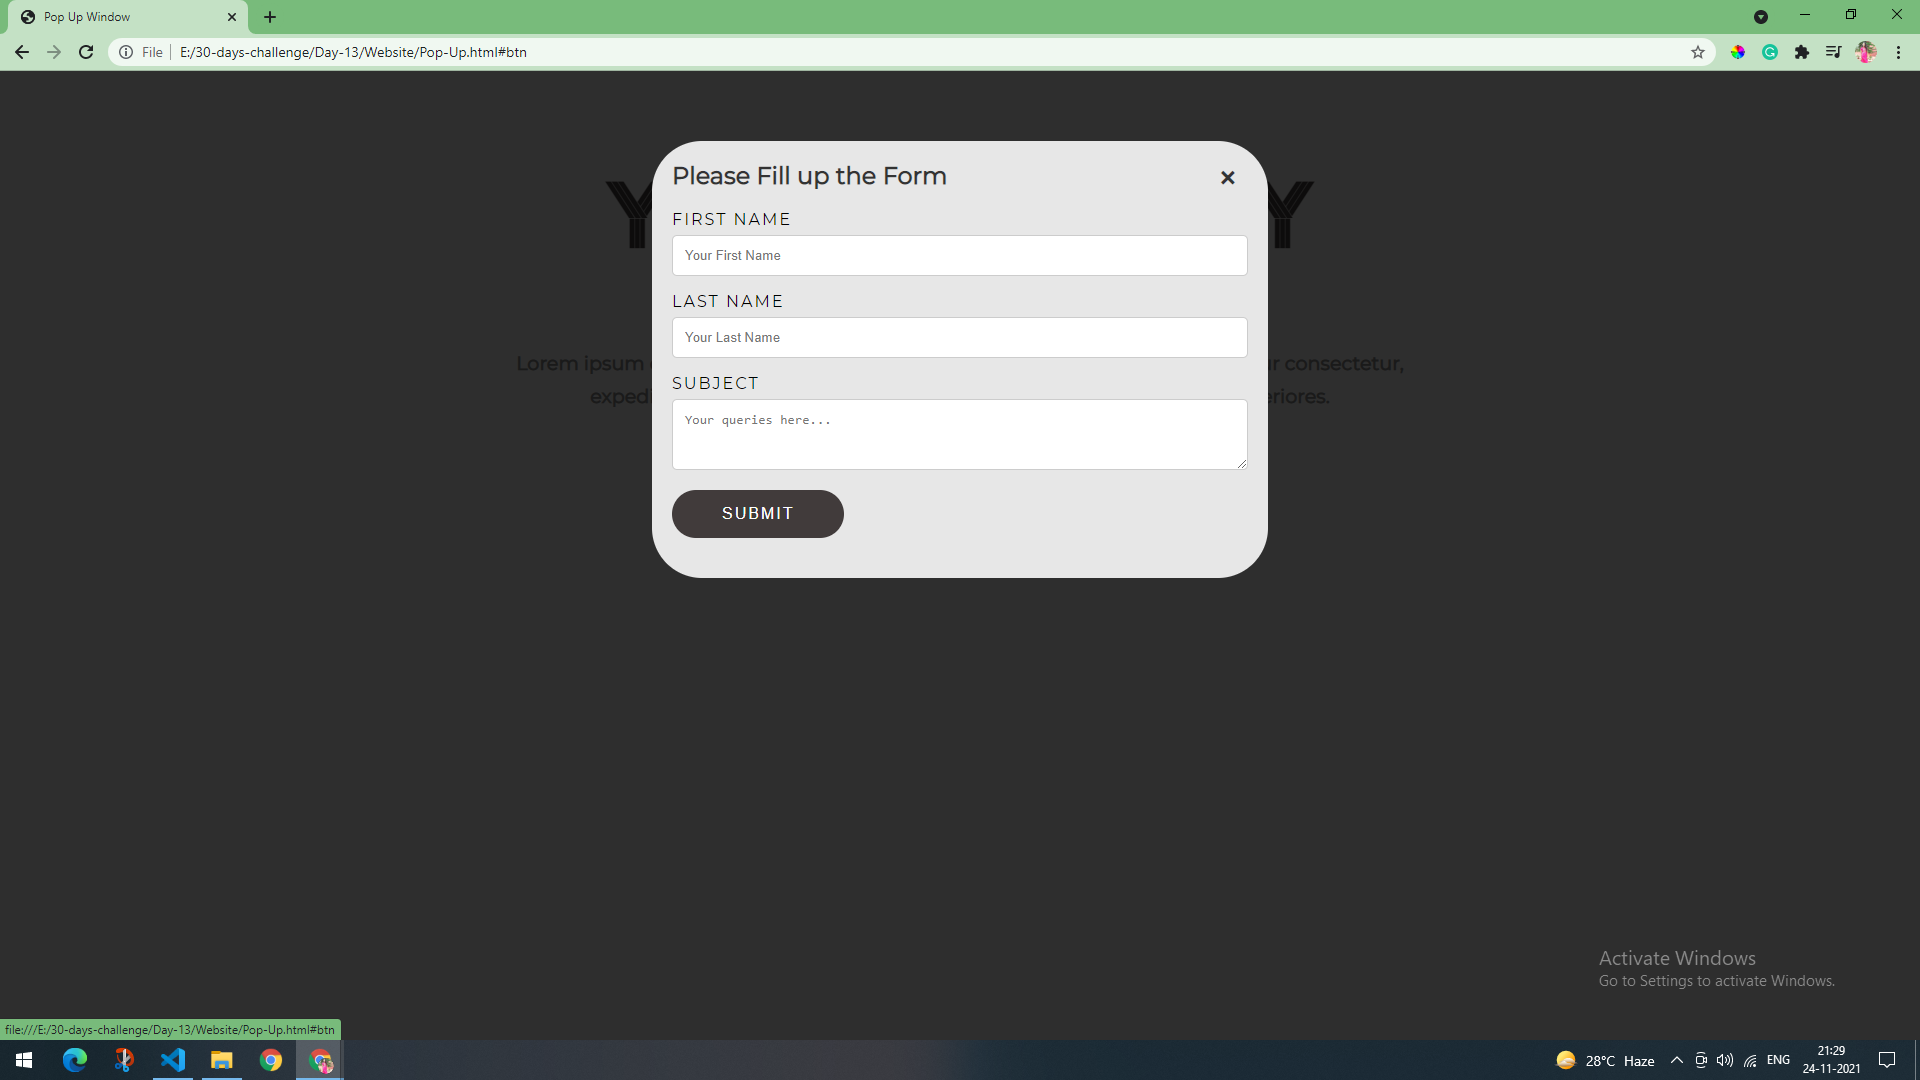 Pop Up Window
File
E:/30-days-challenge/Day-13/Website/Pop-Up.html#btn
Please Fill up the Form
Y
Y
FIRST NAME
Your First Name
LAST NAME
Your Last Name
Lorem ipsum
ur consectetur,
SUBJECT
expedi
eriores.
Your queries here...
SUBMIT
Activate Windows
Go to Settings to activate Windows.
file:///E:/30-days-challenge/Day-13/Website/Pop-Up.html#btn
28°C Haze
ENG
21:29
24-11-2021